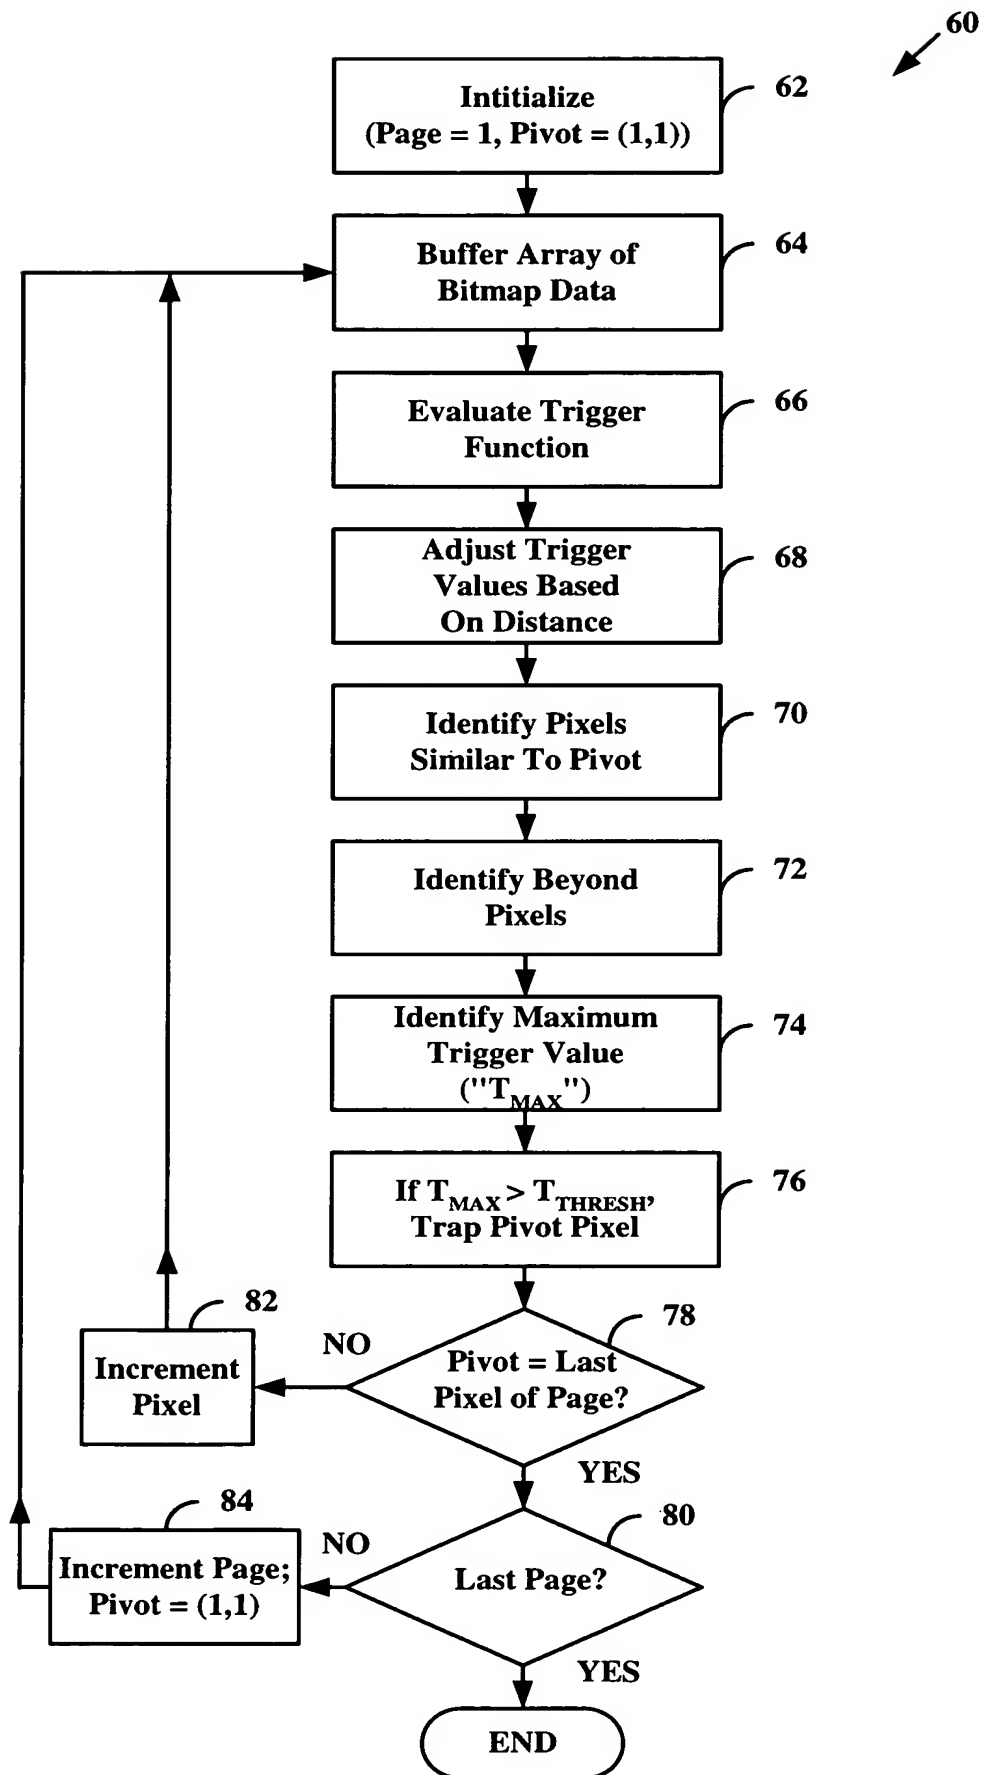 60
Intitialize
(Page = 1, Pivot = (1,1))
62
Buffer Array of
Bitmap Data
64
Evaluate Trigger
Function
66
Adjust Trigger
Values Based
On Distance
68
Identify Pixels
Similar To Pivot
70
Identify Beyond
Pixels
72
Identify Maximum
Trigger Value
("TMAX")
74
If TMAX > TTHRESH,
Trap Pivot Pixel
76
Pivot = Last
Pixel of Page?
78
NO
Increment
Pixel
82
YES
Last Page?
80
NO
Increment Page;
Pivot = (1,1)
84
YES
END